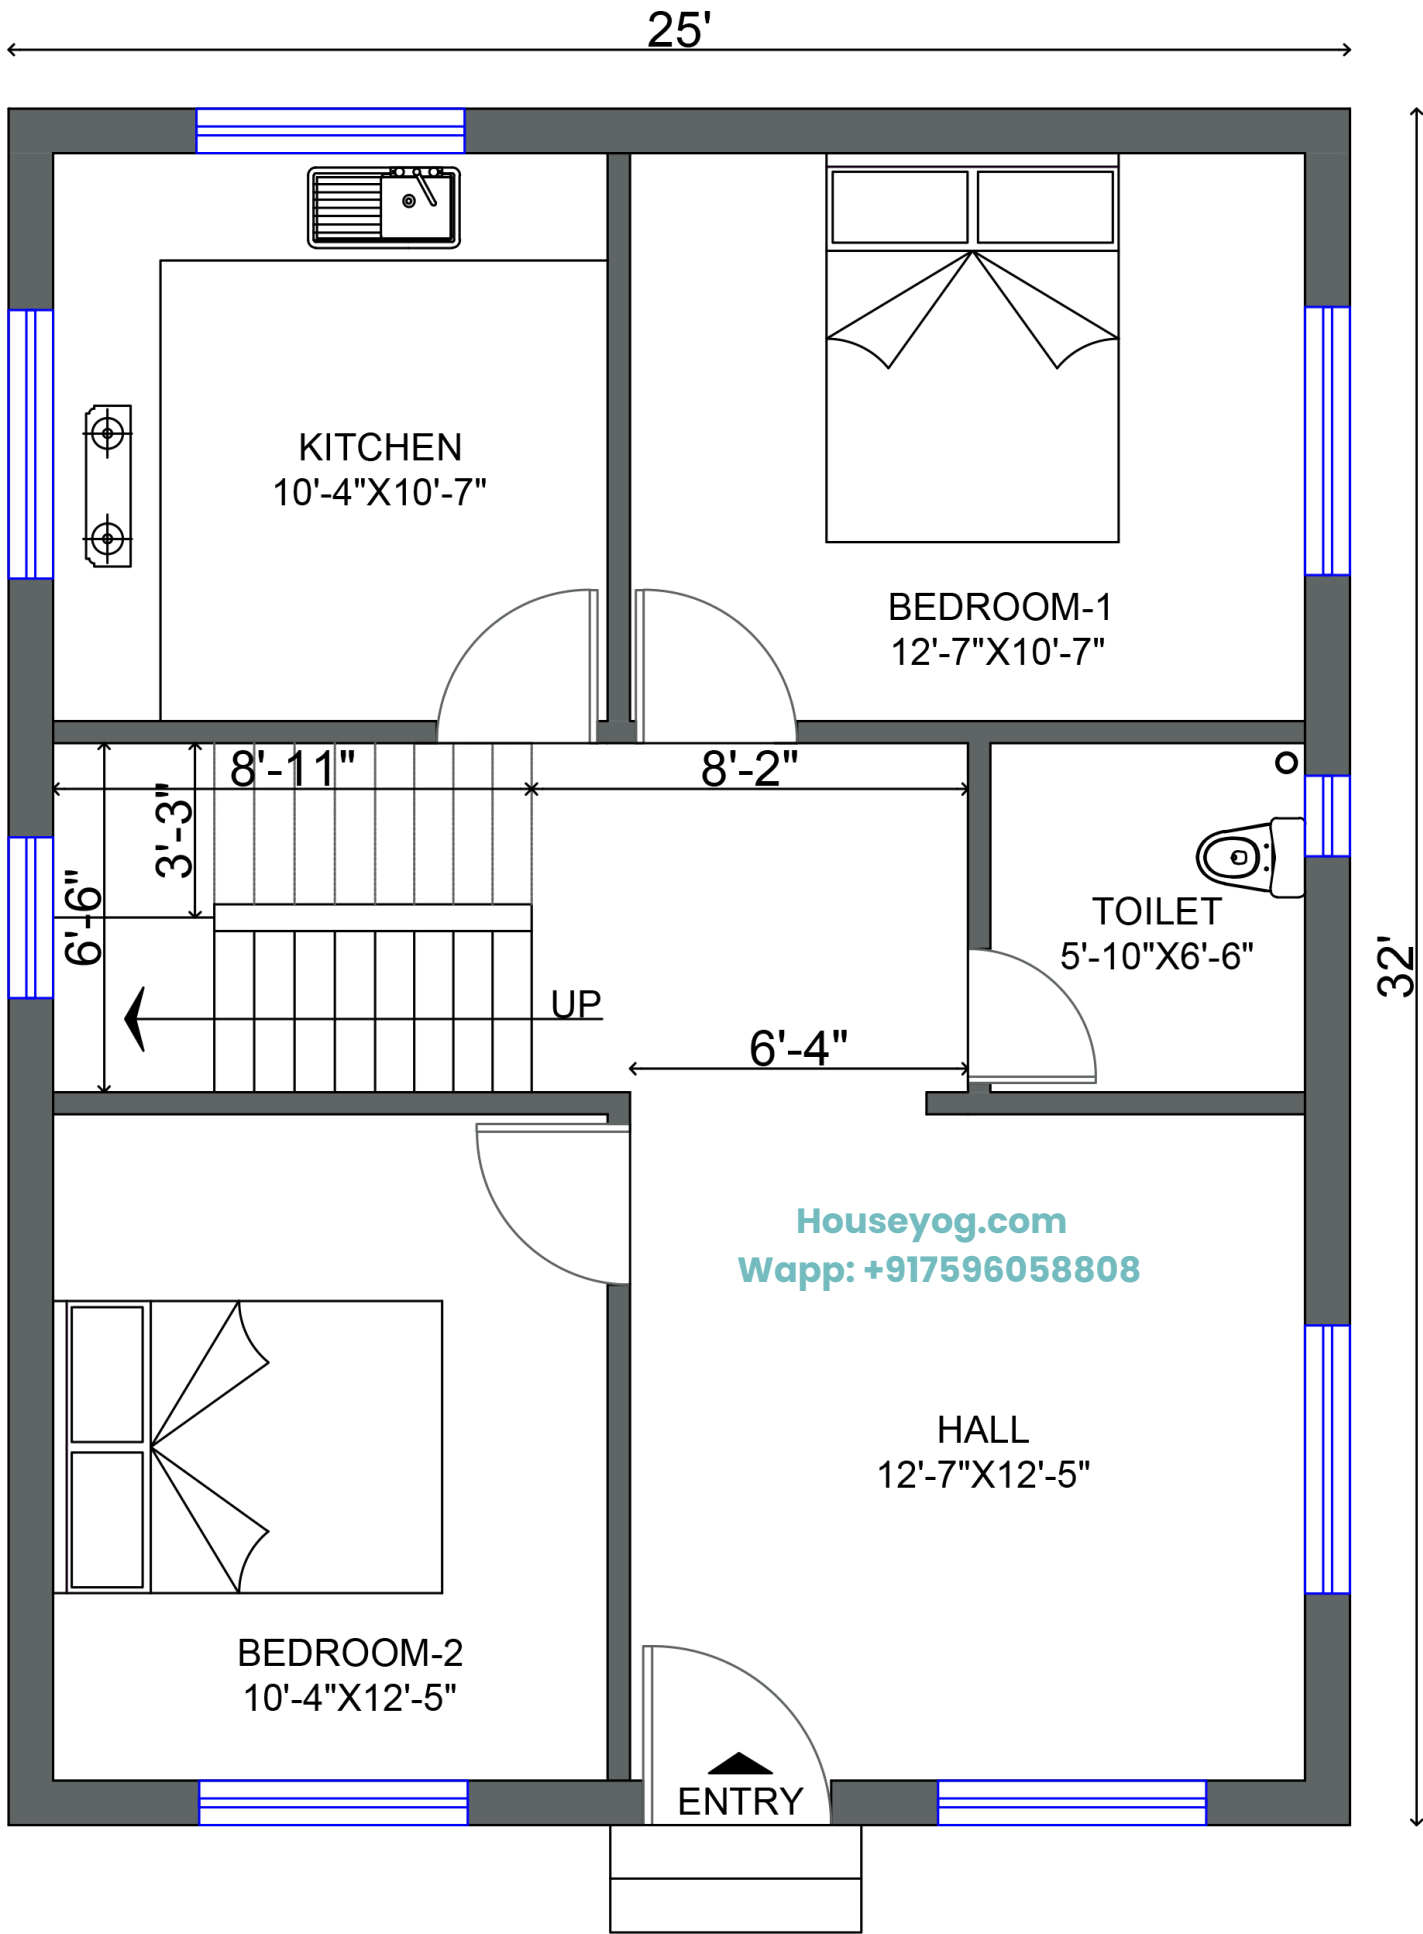 25'
KITCHEN
10'-4"X10'-7"
BEDROOM-1
12'-7"X10'-7"
8'-11"
8'-2"
3'-3"
6'-6"
TOILET
5'-10"X6'-6"
32'
UP
6'-4"
Houseyog.com
Wapp: +917596058808
HALL
12'-7"X12'-5"
BEDROOM-2
10'-4"X12'-5"
ENTRY